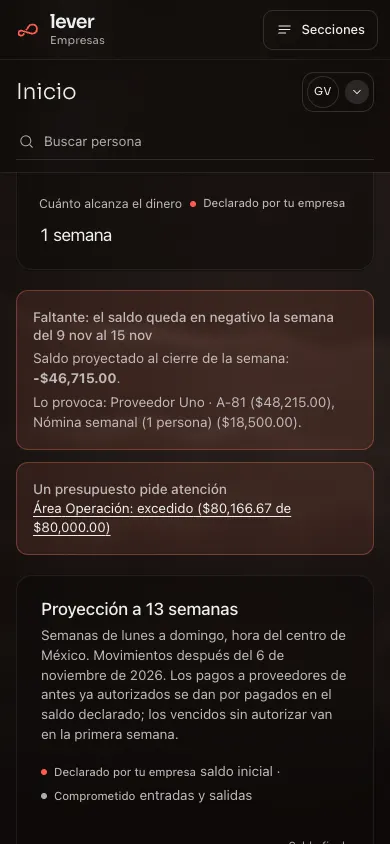 lever
Empresas
Secciones
Inicio
GV
Buscar persona
Cuánto alcanza el dinero • Declarado por tu empresa
1 semana
Faltante: el saldo queda en negativo la semana
del 9 nov al 15 nov
Saldo proyectado al cierre de la semana:
-$46,715.00.
Lo provoca: Proveedor Uno · A-81 ($48,215.00),
Nómina semanal (1 persona) ($18,500.00).
Un presupuesto pide atención
Área Operación: excedido ($80,166.67 de
$80,000.00)
Proyección a 13 semanas
Semanas de lunes a domingo, hora del centro de
México. Movimientos después del 6 de
noviembre de 2026. Los pagos a proveedores de
antes ya autorizados se dan por pagados en el
saldo declarado; los vencidos sin autorizar van
en la primera semana.
• Declarado por tu empresa saldo inicial ·
• Comprometido entradas y salidas